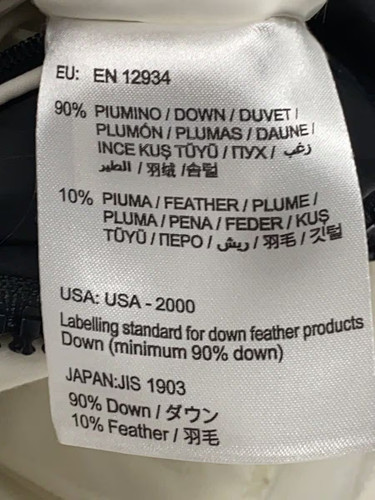 EU: EN 12934
90% PIUMINO / DOWN / DUVET /
PLUMÓN / PLUMAS / DAUNE /
INCE KUŞ TÜYÜ / ПУХ / زغب
الطير / 羽绒 / 솜털
10% PIUMA / FEATHER / PLUME /
PLUMA / PENA / FEDER / KUŞ
TÜYÜ / ПЕРО / ريش / 羽毛 / 깃털
USA: USA - 2000
Labelling standard for down feather products
Down (minimum 90% down)
JAPAN:JIS 1903
90% Down / ダウン
10% Feather / 羽毛